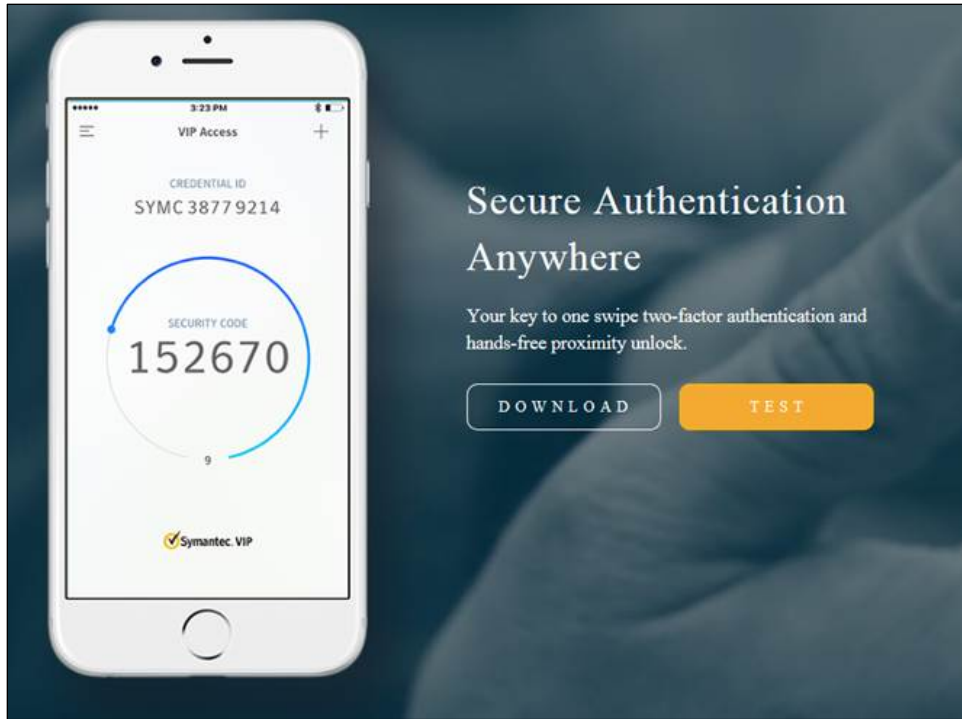 3:23 PM
VIP Access
CREDENTIAL ID
SYMC 3877 9214
SECURITY CODE
152670
9
Symantec. VIP
Secure Authentication
Anywhere
Your key to one swipe two-factor authentication and
hands-free proximity unlock.
DOWNLOAD
TEST